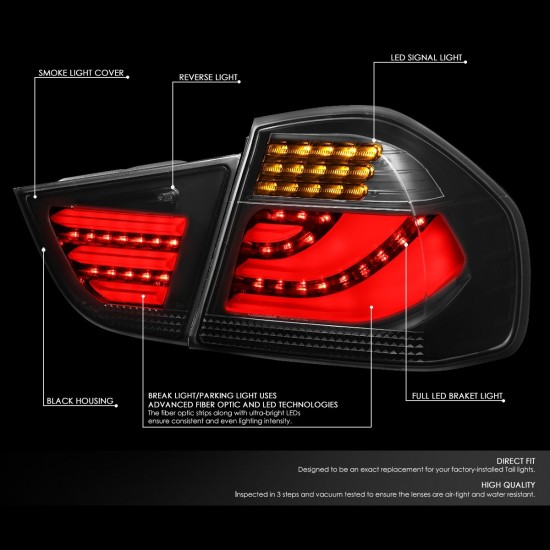 LED SIGNAL LIGHT
SMOKE LIGHT COVER
REVERSE LIGHT
BLACK HOUSING
BREAK LIGHT/PARKING LIGHT USES
ADVANCED FIBER OPTIC AND LED TECHNOLOGIES
The fiber optic strips along with ultra-bright LEDs
ensure consistent and even lighting intensity.
FULL LED BRAKET LIGHT
DIRECT FIT
Designed to be an exact replacement for your factory-installed Tail lights.
HIGH QUALITY
Inspected in 3 steps and vacuum tested to ensure the lenses are air-tight and water resistant.